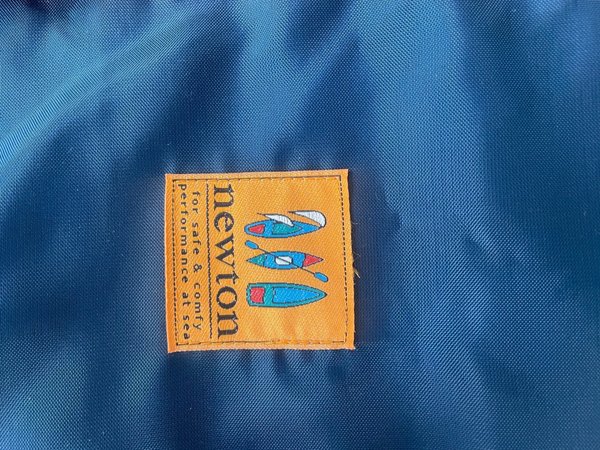 newton
for safe & comfy
performance at sea